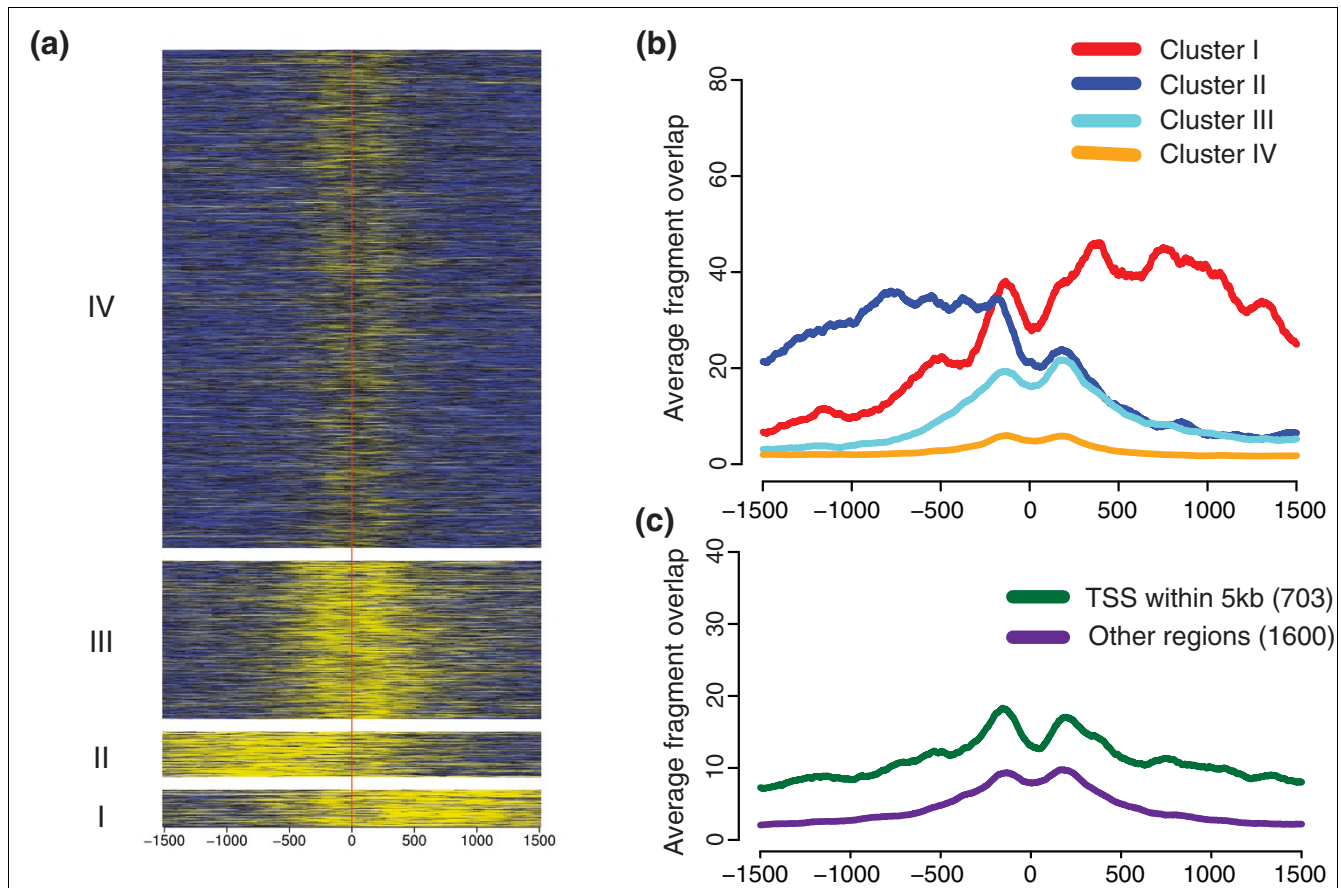 (a)
IV
III
II
I
−1500 −1000 −500 0 500 1000 1500
(b)
Cluster I
Cluster II
Cluster III
Cluster IV
Average fragment overlap
80
60
40
20
0
−1500 −1000 −500 0 500 1000 1500
(c)
TSS within 5kb (703)
Other regions (1600)
Average fragment overlap
40
30
20
10
0
−1500 −1000 −500 0 500 1000 1500